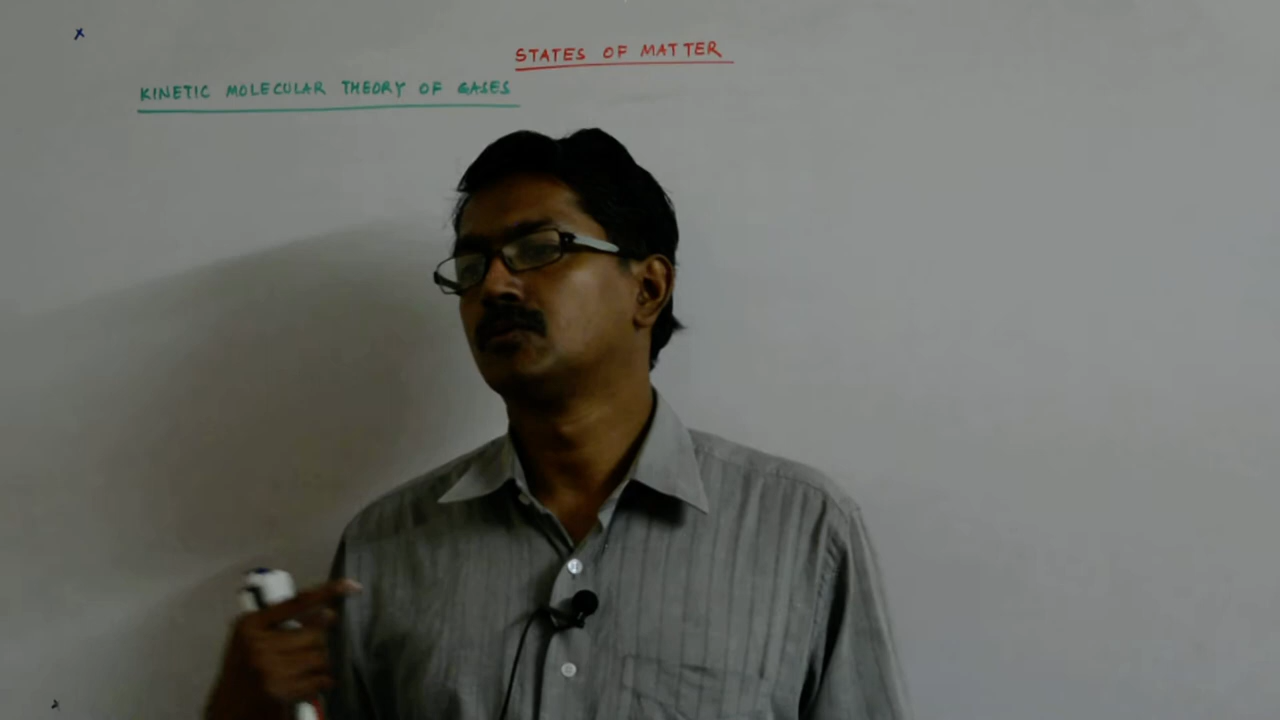 STATES OF MATTER
KINETIC MOLECULAR THEORY OF GASES